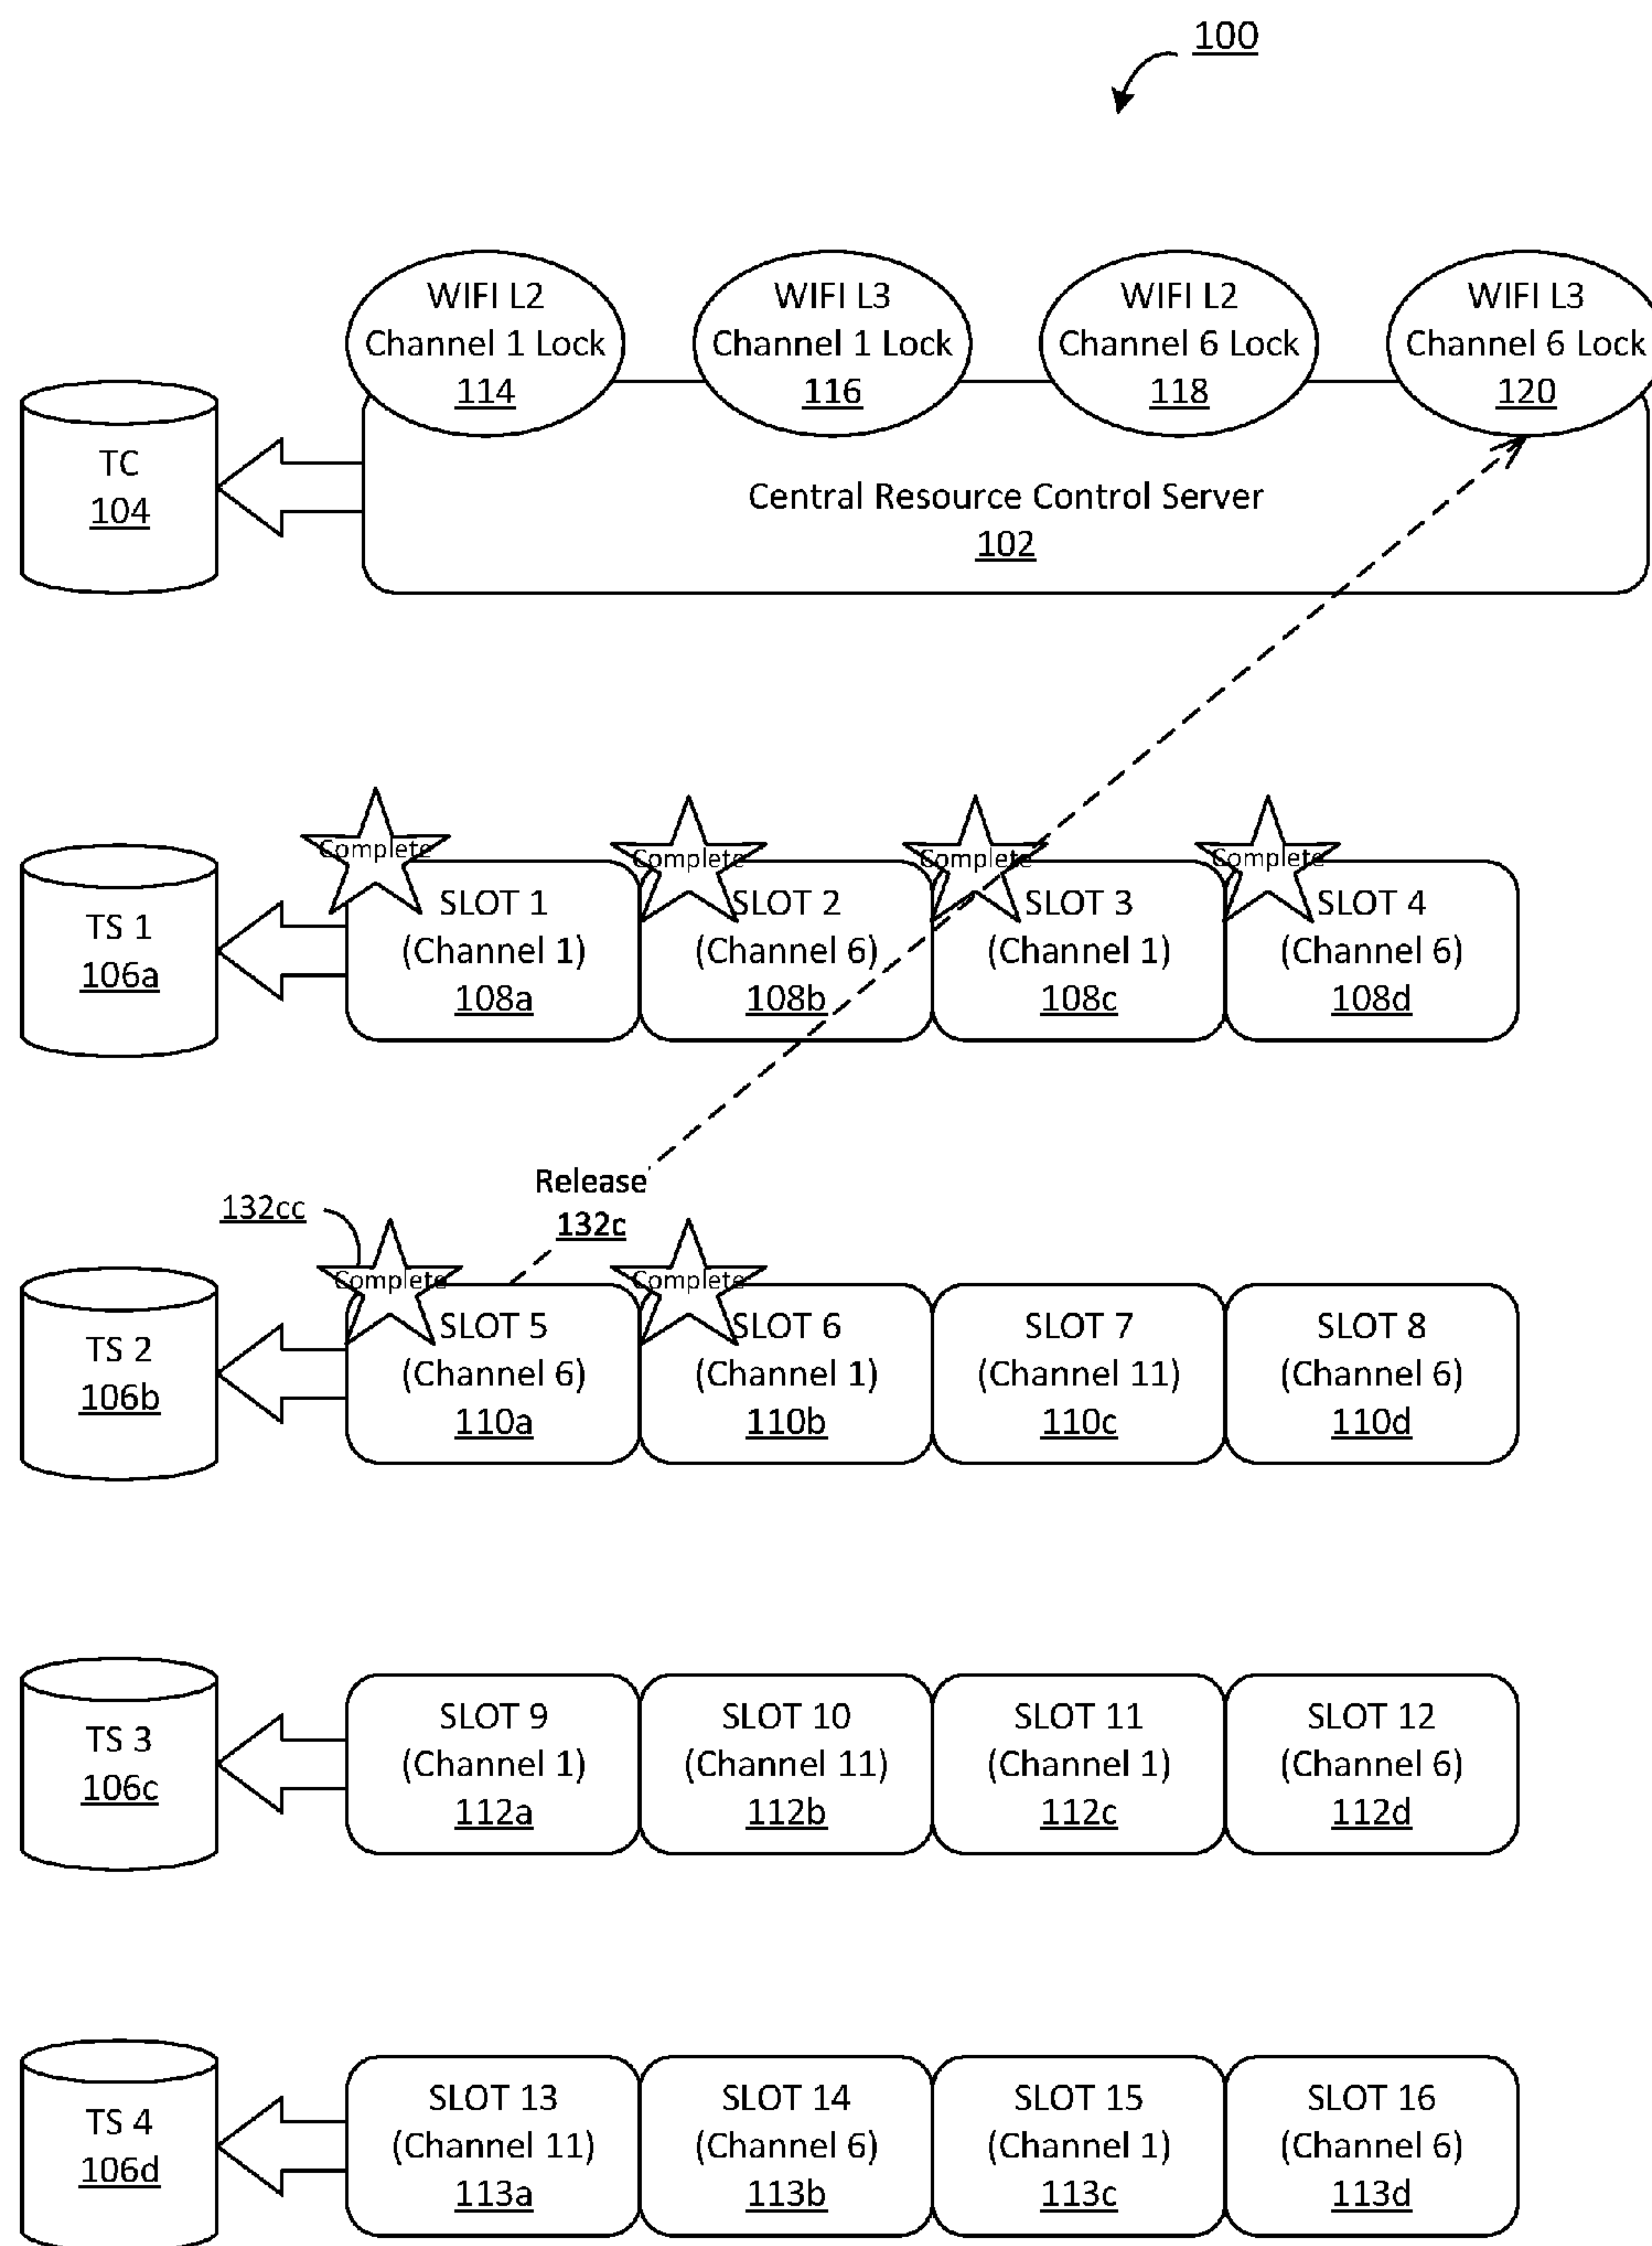 100
WIFI L2
Channel 1 Lock
114
WIFI L3
Channel 1 Lock
116
WIFI L2
Channel 6 Lock
118
WIFI L3
Channel 6 Lock
120
TC
104
Central Resource Control Server
102
TS 1
106a
Complete
SLOT 1
(Channel 1)
108a
Complete
SLOT 2
(Channel 6)
108b
Complete
SLOT 3
(Channel 1)
108c
Complete
SLOT 4
(Channel 6)
108d
Release
132c
132cc
TS 2
106b
Complete
SLOT 5
(Channel 6)
110a
Complete
SLOT 6
(Channel 1)
110b
SLOT 7
(Channel 11)
110c
SLOT 8
(Channel 6)
110d
TS 3
106c
SLOT 9
(Channel 1)
112a
SLOT 10
(Channel 11)
112b
SLOT 11
(Channel 1)
112c
SLOT 12
(Channel 6)
112d
TS 4
106d
SLOT 13
(Channel 11)
113a
SLOT 14
(Channel 6)
113b
SLOT 15
(Channel 1)
113c
SLOT 16
(Channel 6)
113d